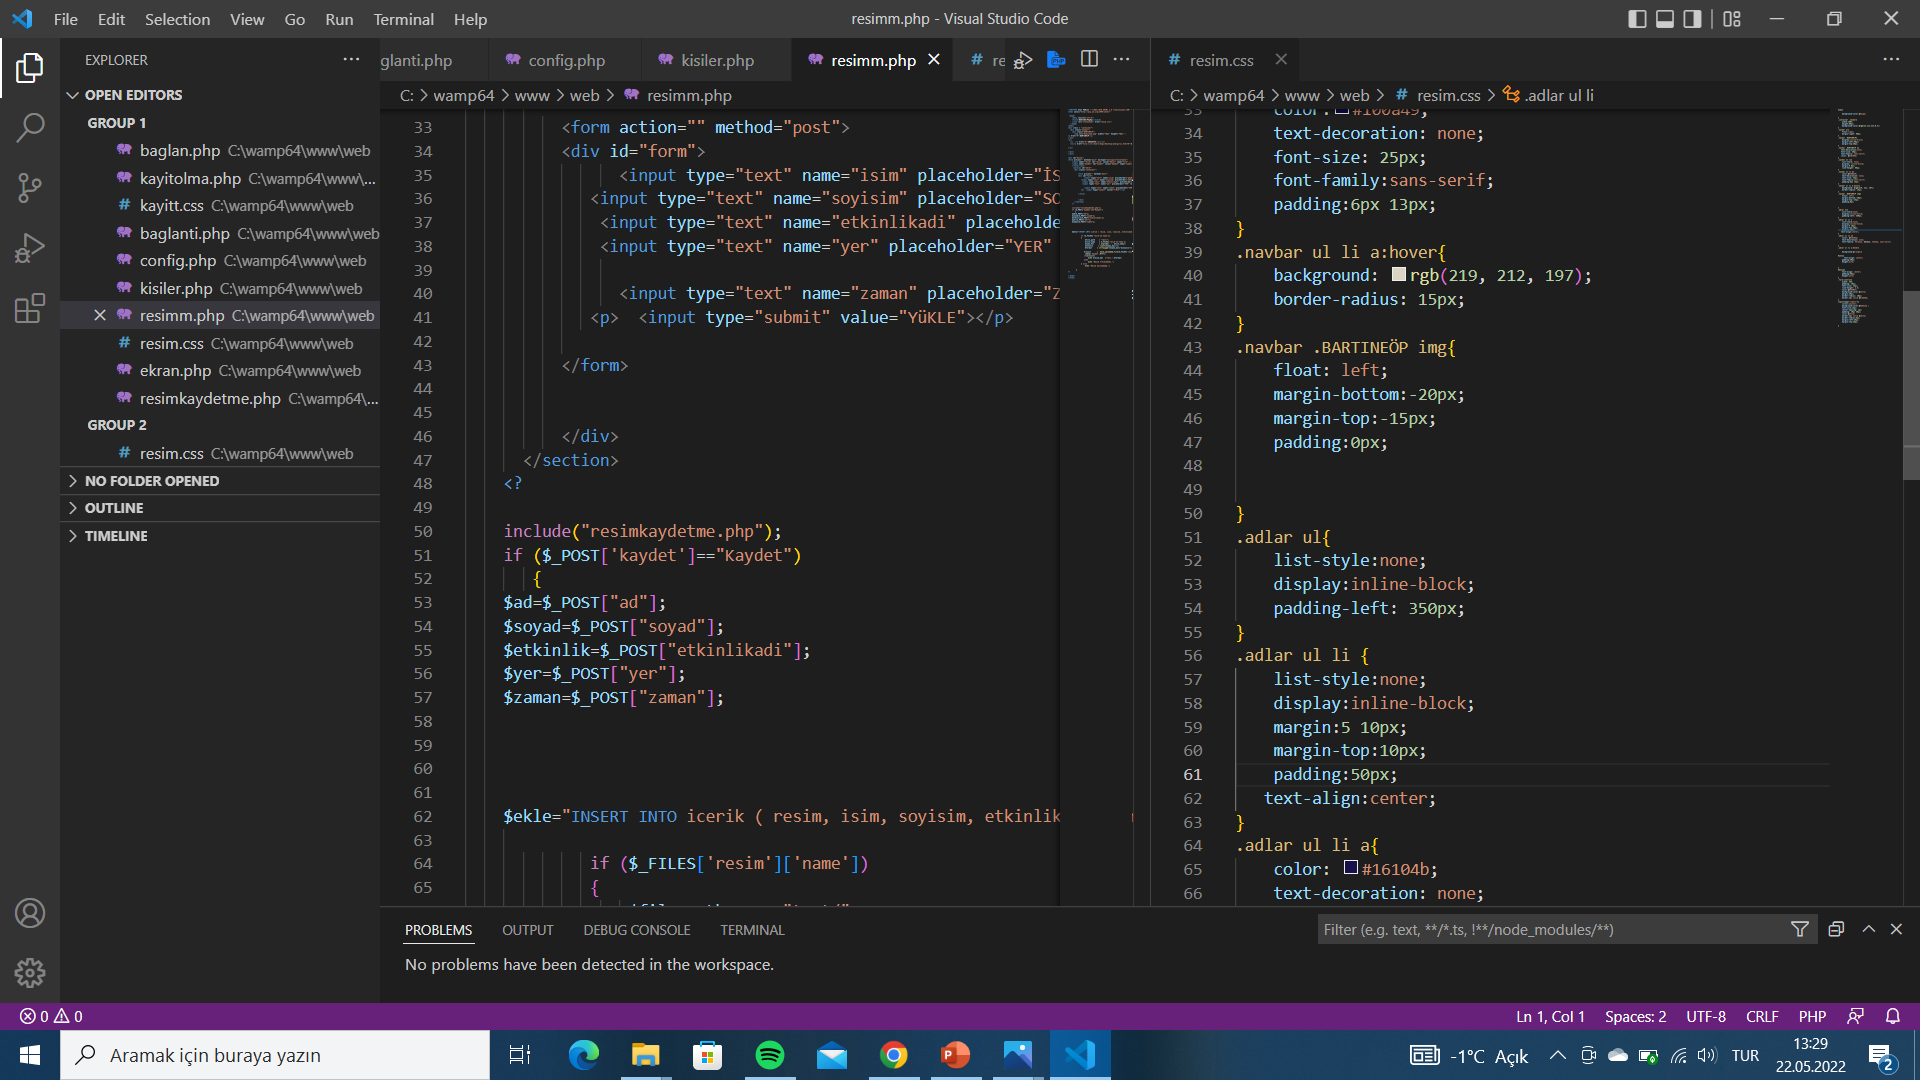 File Edit Selection View Go Run Terminal Help
resimm.php - Visual Studio Code
EXPLORER
OPEN EDITORS
GROUP 1
baglan.php C:\wamp64\www\web
kayitolma.php C:\wamp64\www\...
kayitt.css C:\wamp64\www\web
baglanti.php C:\wamp64\www\web
config.php C:\wamp64\www\web
kisiler.php C:\wamp64\www\web
resimm.php C:\wamp64\www\web
resim.css C:\wamp64\www\web
ekran.php C:\wamp64\www\web
resimkaydetme.php C:\wamp64\...
GROUP 2
resim.css C:\wamp64\www\web
NO FOLDER OPENED
OUTLINE
TIMELINE
glanti.php config.php kisiler.php resimm.php # re
C: > wamp64 > www > web > resimm.php
33 <form action="" method="post">
34 <div id="form">
35 <input type="text" name="isim" placeholder="İS
36 <input type="text" name="soyisim" placeholder="SO
37 <input type="text" name="etkinlikadi" placeholde
38 <input type="text" name="yer" placeholder="YER"
39
40 <input type="text" name="zaman" placeholder="Z
41 <p> <input type="submit" value="YüKLE"></p>
42
43 </form>
44
45
46 </div>
47 </section>
48 <?
49
50 include("resimkaydetme.php");
51 if ($_POST['kaydet']=="Kaydet")
52 {
53 $ad=$_POST["ad"];
54 $soyad=$_POST["soyad"];
55 $etkinlik=$_POST["etkinlikadi"];
56 $yer=$_POST["yer"];
57 $zaman=$_POST["zaman"];
58
59
60
61
62 $ekle="INSERT INTO icerik ( resim, isim, soyisim, etkinlik
63
64 if ($_FILES['resim']['name'])
65 {
# resim.css
C: > wamp64 > www > web > # resim.css > .adlar ul li
33 color: #100a49;
34 text-decoration: none;
35 font-size: 25px;
36 font-family:sans-serif;
37 padding:6px 13px;
38 }
39 .navbar ul li a:hover{
40 background: rgb(219, 212, 197);
41 border-radius: 15px;
42 }
43 .navbar .BARTINEÖP img{
44 float: left;
45 margin-bottom:-20px;
46 margin-top:-15px;
47 padding:0px;
48
49
50 }
51 .adlar ul{
52 list-style:none;
53 display:inline-block;
54 padding-left: 350px;
55 }
56 .adlar ul li {
57 list-style:none;
58 display:inline-block;
59 margin:5 10px;
60 margin-top:10px;
61 padding:50px;
62 text-align:center;
63 }
64 .adlar ul li a{
65 color: #16104b;
66 text-decoration: none;
PROBLEMS OUTPUT DEBUG CONSOLE TERMINAL
Filter (e.g. text, **/*.ts, !**/node_modules/**)
No problems have been detected in the workspace.
0 0
Ln 1, Col 1 Spaces: 2 UTF-8 CRLF PHP
Aramak için buraya yazın
-1°C Açık
TUR
13:29
22.05.2022
2